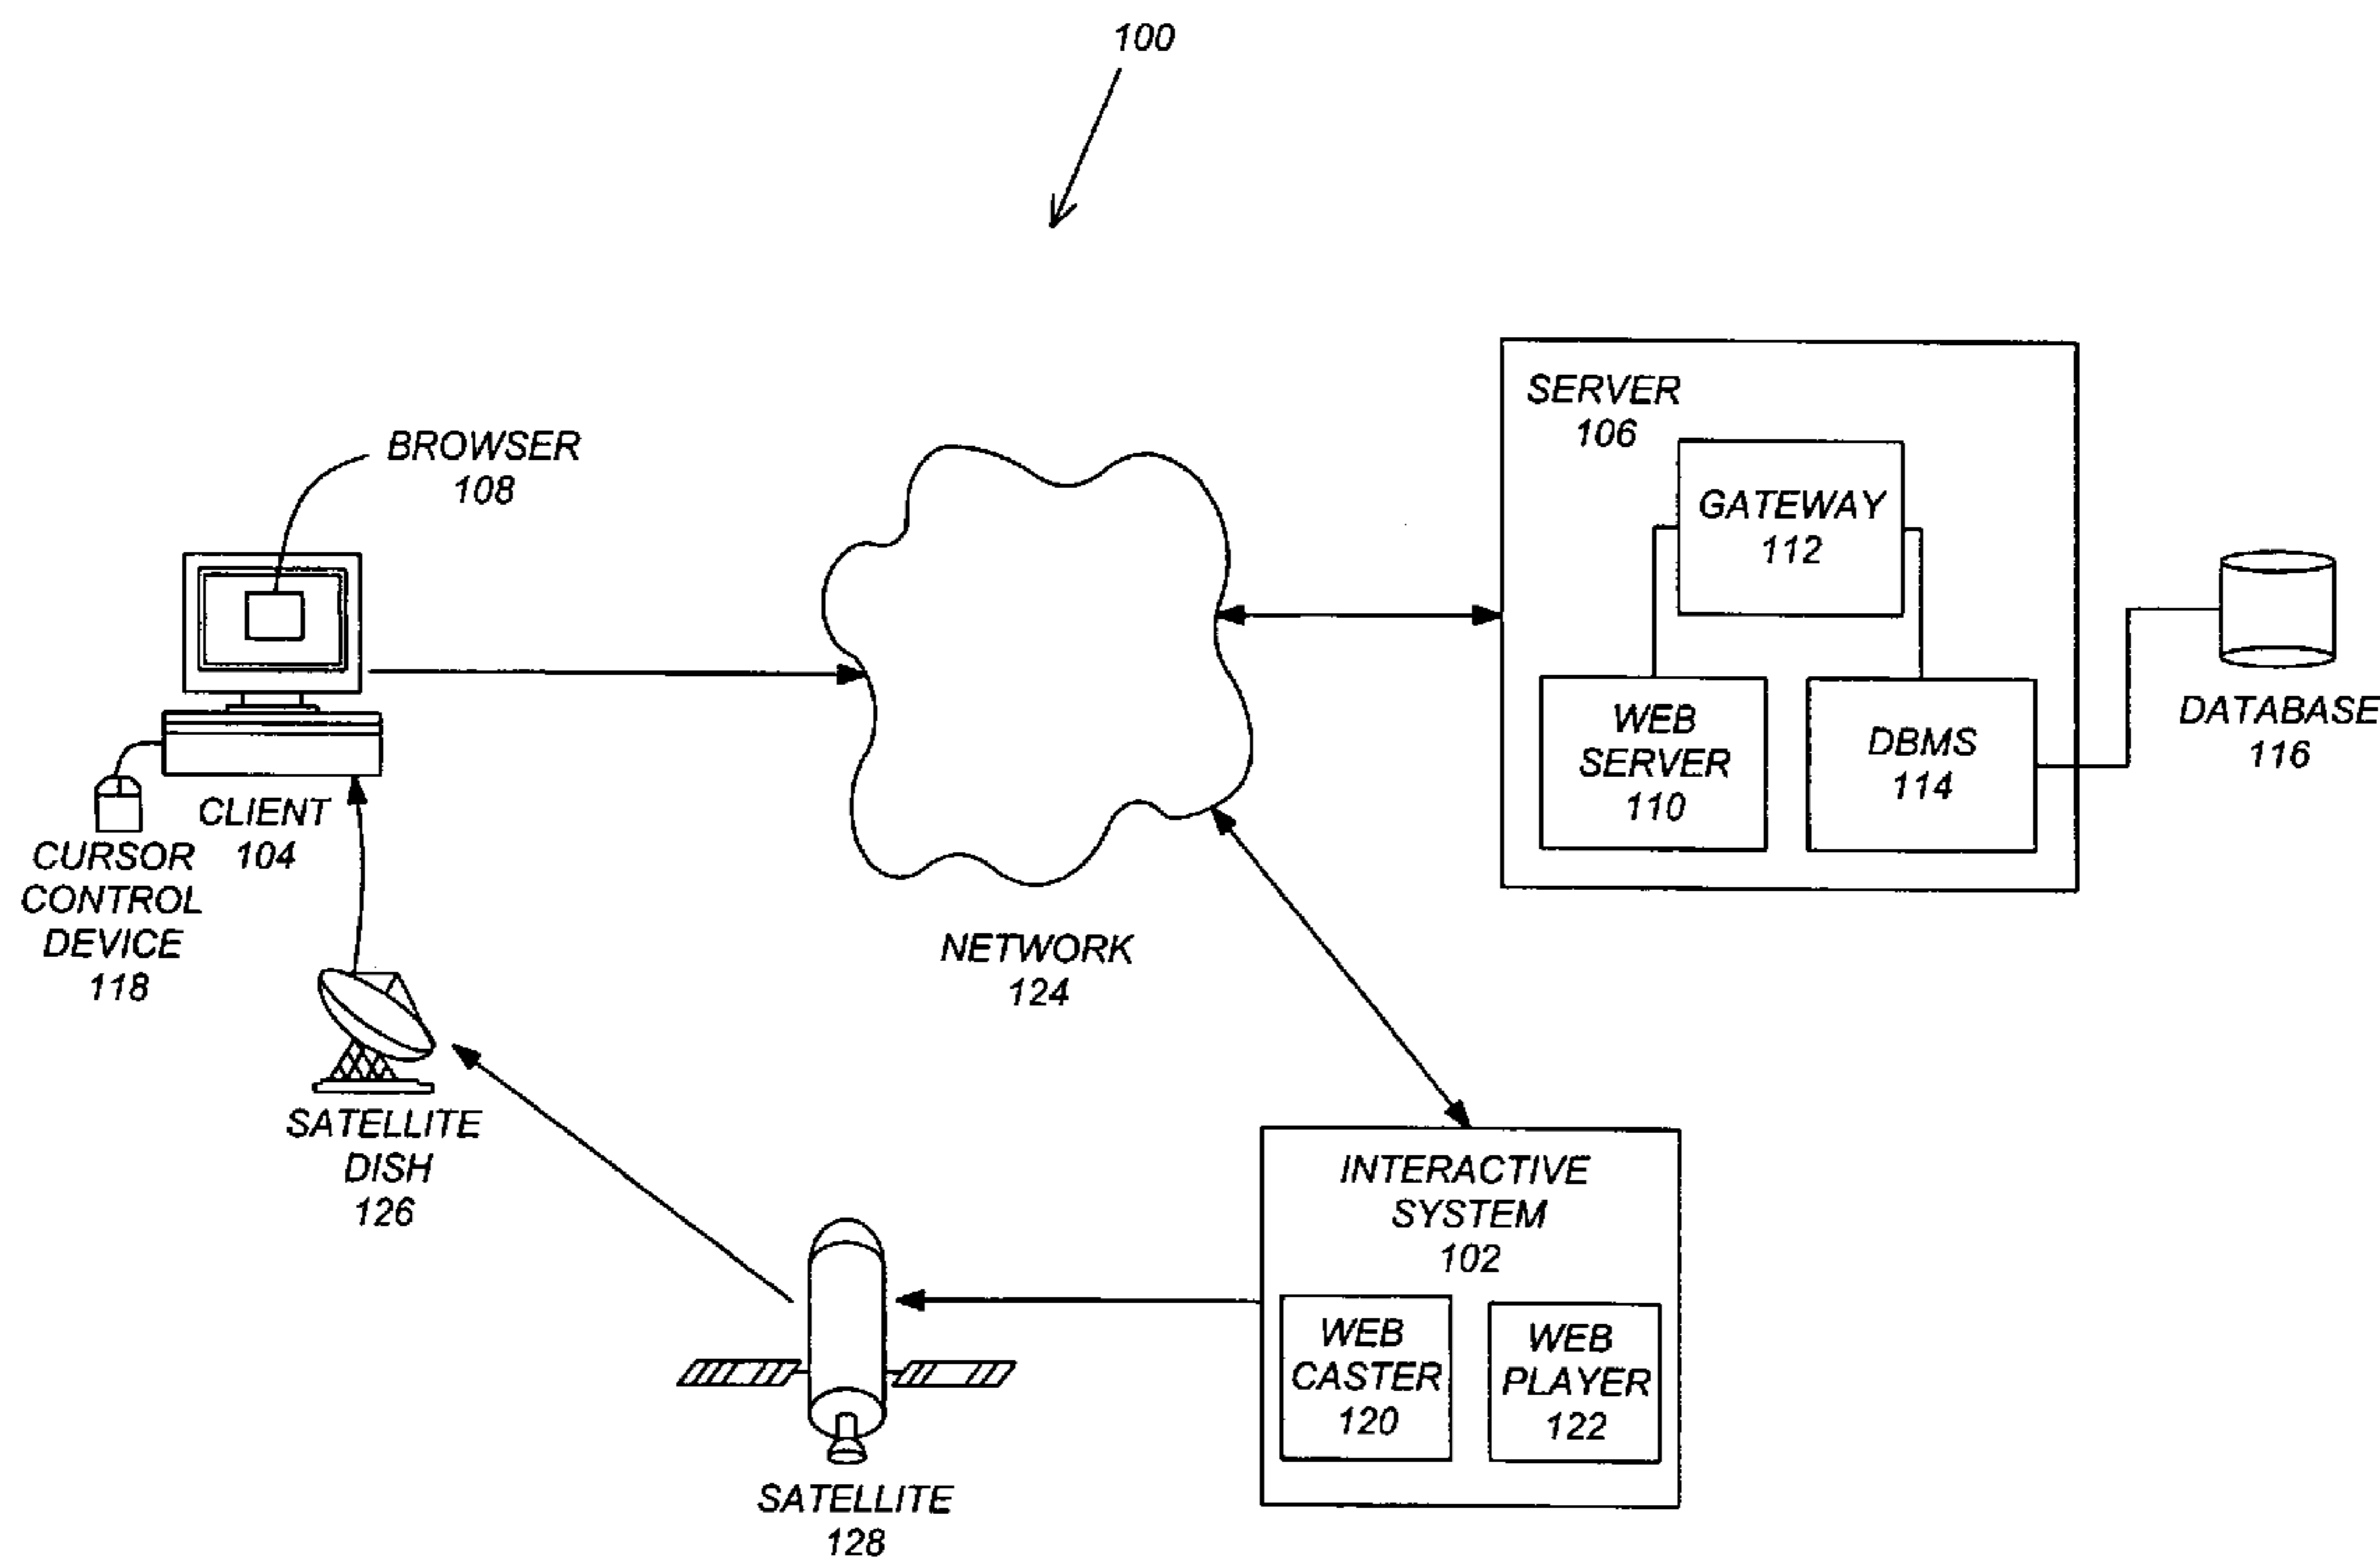 100
BROWSER
108
CLIENT
104
CURSOR
CONTROL
DEVICE
118
SATELLITE
DISH
126
SATELLITE
128
NETWORK
124
SERVER
106
GATEWAY
112
WEB
SERVER
110
DBMS
114
DATABASE
116
INTERACTIVE
SYSTEM
102
WEB
CASTER
120
WEB
PLAYER
122